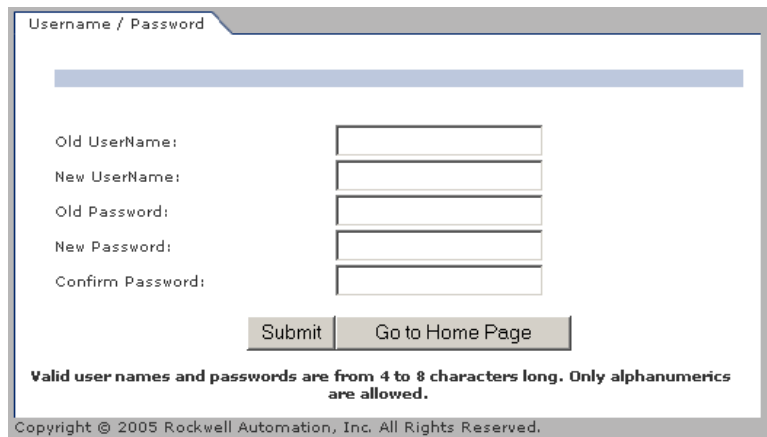 Username / Password
Old UserName:
New UserName:
Old Password:
New Password:
Confirm Password:
Submit Go to Home Page
Valid user names and passwords are from 4 to 8 characters long. Only alphanumerics
are allowed.
Copyright © 2005 Rockwell Automation, Inc. All Rights Reserved.